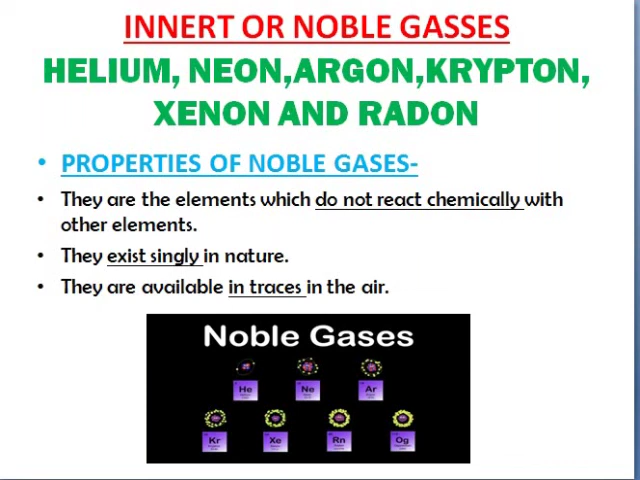 INNERT OR NOBLE GASSES
HELIUM, NEON,ARGON,KRYPTON,
XENON AND RADON
• PROPERTIES OF NOBLE GASES-
• They are the elements which do not react chemically with
other elements.
• They exist singly in nature.
• They are available in traces in the air.
Noble Gases
He Ne Ar
Kr Xe Rn Og